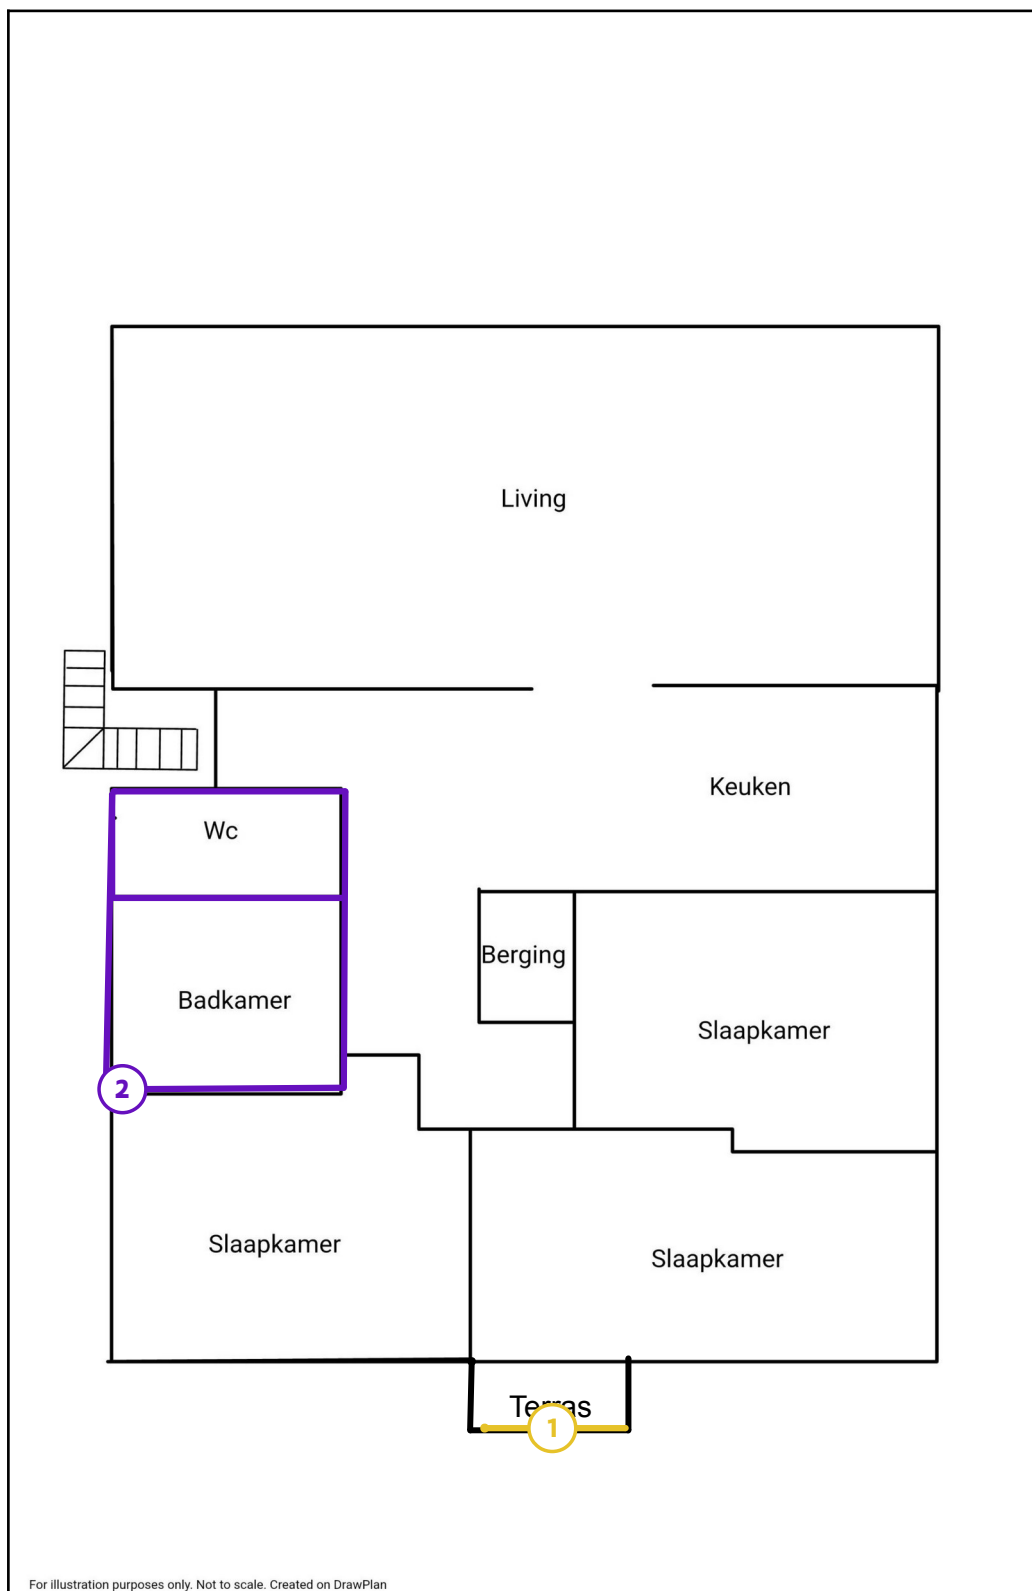 Living
Keuken
Wc
Berging
Badkamer
Slaapkamer
Slaapkamer
Slaapkamer
Terras
1
2
For illustration purposes only. Not to scale. Created on DrawPlan